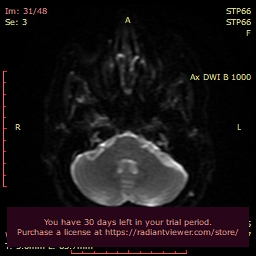 Im: 31/48
Se: 3
A
STP66
STP66
F
Ax DWI B 1000
R
L
You have 30 days left in your trial period.
Purchase a license at https://radiantviewer.com/store/